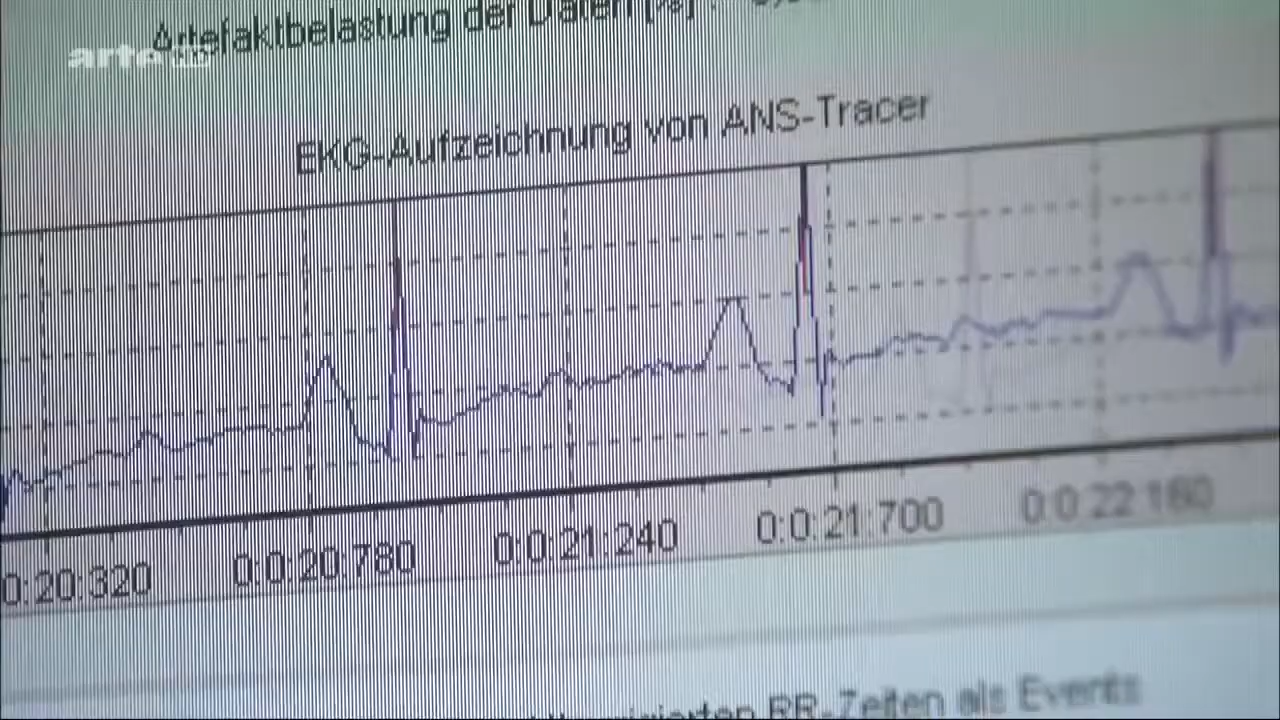 Artefaktbelastung der Daten [%] :
arte HD
EKG-Aufzeichnung von ANS-Tracer
0:20:320 0:0:20:780 0:0:21:240 0:0:21:700 0:0:22:160
RR-Zeiten als Events